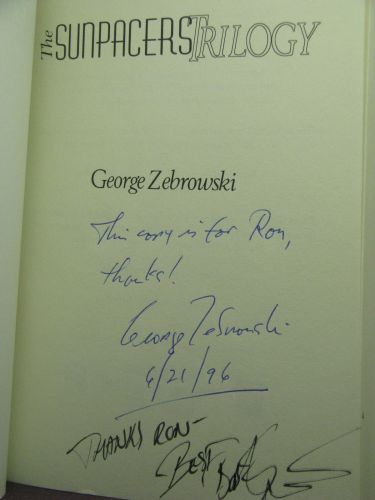 The SUNPACERS TRILOGY
George Zebrowski
This copy is for Ron,
thanks!
George Zebrowski
6/21/96
THANKS RON-
BEST